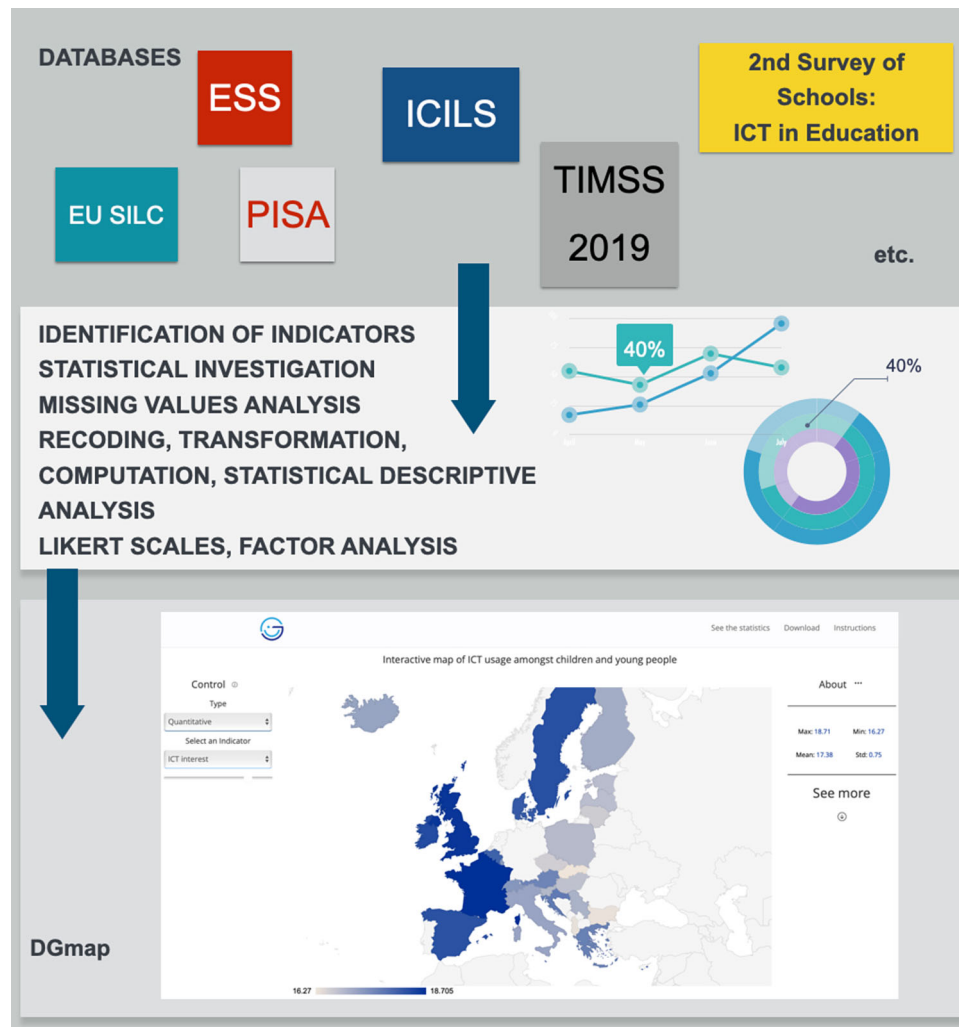 DATABASES
ESS
ICILS
2nd Survey of
Schools:
ICT in Education
EU SILC
PISA
TIMSS
2019
etc.
IDENTIFICATION OF INDICATORS
STATISTICAL INVESTIGATION
MISSING VALUES ANALYSIS
RECODING, TRANSFORMATION,
COMPUTATION, STATISTICAL DESCRIPTIVE
ANALYSIS
LIKERT SCALES, FACTOR ANALYSIS
40%
July
40%
See the statistics Download Instructions
Interactive map of ICT usage amongst children and young people
Control
Type
Quantitative
Select an Indicator
ICT interest
About ...
Max: 18.71 Min: 16.27
Mean: 17.38 Std: 0.75
See more
16.27 18.705
DGmap